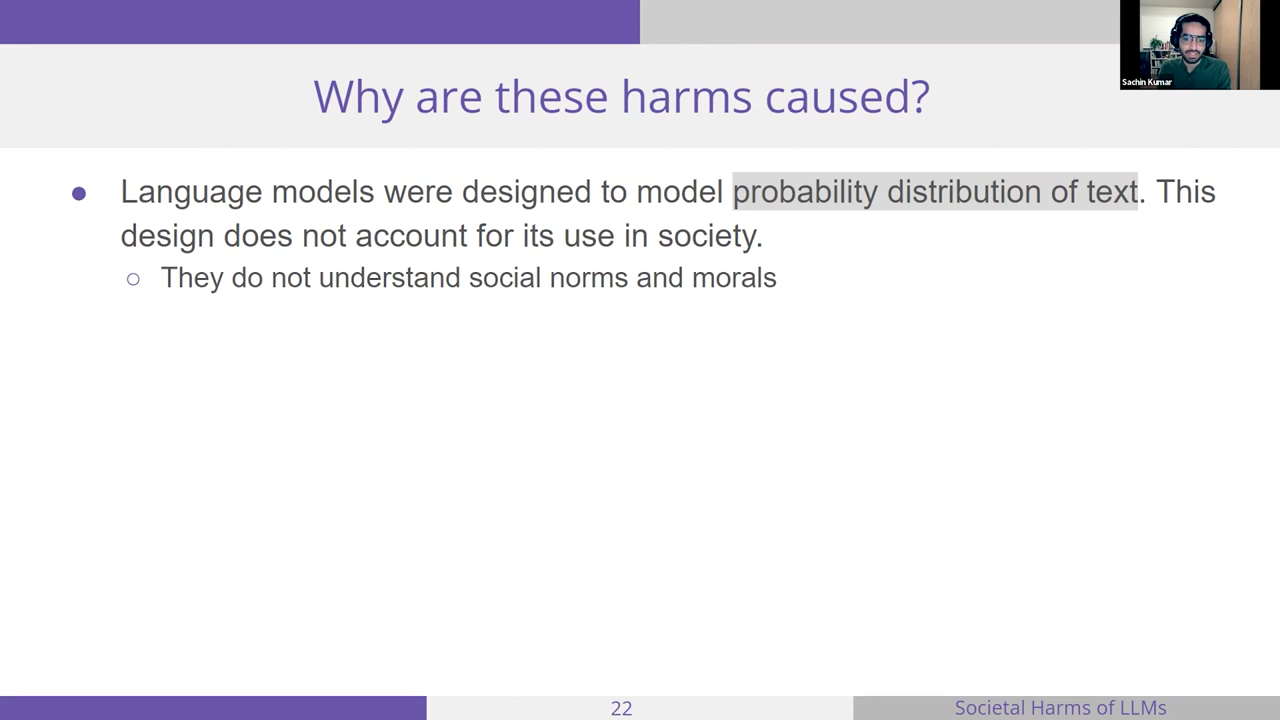 Sachin Kumar
Why are these harms caused?
● Language models were designed to model probability distribution of text. This
design does not account for its use in society.
○ They do not understand social norms and morals
22
Societal Harms of LLMs